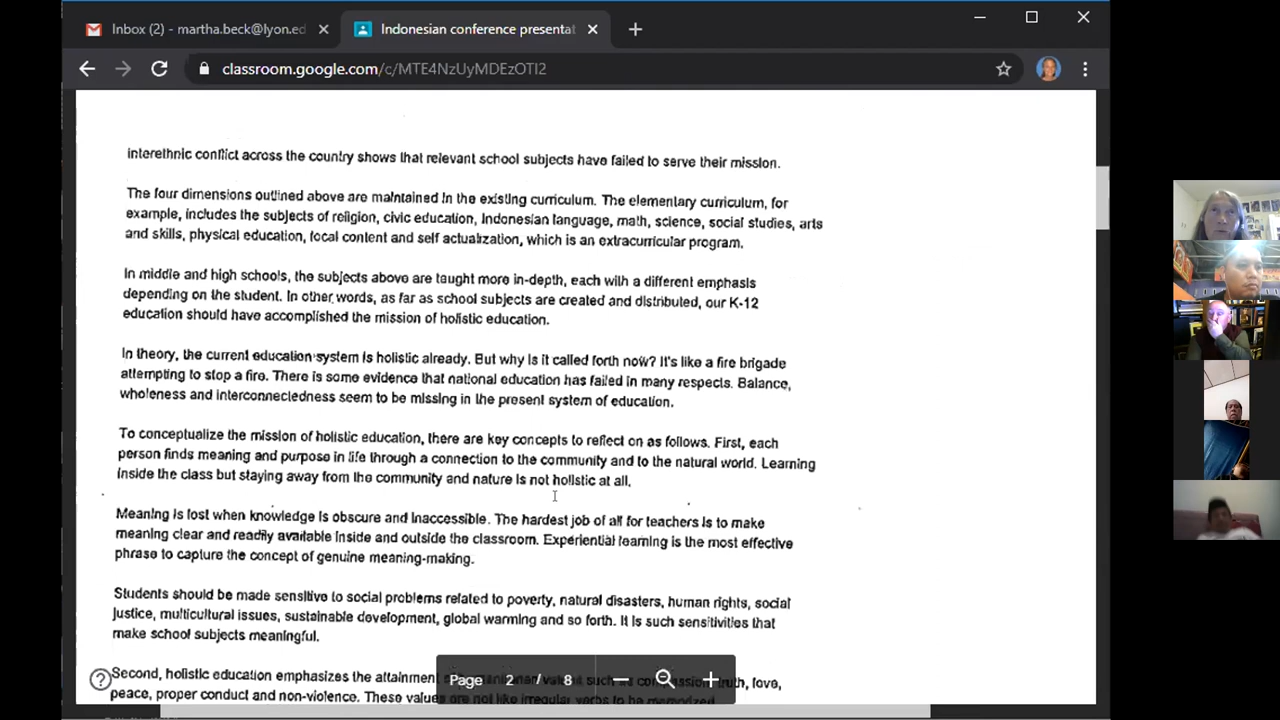 Inbox (2) - martha.beck@lyon.ed
Indonesian conference presentat
classroom.google.com/c/MTE4NzUyMDEzOTI2
interethnic conflict across the country shows that relevant school subjects have failed to serve their mission.
The four dimensions outlined above are maintained in the existing curriculum. The elementary curriculum, for
example, includes the subjects of religion, civic education, Indonesian language, math, science, social studies, arts
and skills, physical education, local content and self actualization, which is an extracurricular program.
In middle and high schools, the subjects above are taught more in-depth, each with a different emphasis
depending on the student. In other words, as far as school subjects are created and distributed, our K-12
education should have accomplished the mission of holistic education.
In theory, the current education system is holistic already. But why is it called forth now? It's like a fire brigade
attempting to stop a fire. There is some evidence that national education has failed in many respects. Balance,
wholeness and interconnectedness seem to be missing in the present system of education.
To conceptualize the mission of holistic education, there are key concepts to reflect on as follows. First, each
person finds meaning and purpose in life through a connection to the community and to the natural world. Learning
inside the class but staying away from the community and nature is not holistic at all.
Meaning is lost when knowledge is obscure and inaccessible. The hardest job of all for teachers is to make
meaning clear and readily available inside and outside the classroom. Experiential learning is the most effective
phrase to capture the concept of genuine meaning-making.
Students should be made sensitive to social problems related to poverty, natural disasters, human rights, social
justice, multicultural issues, sustainable development, global warming and so forth. It is such sensitivities that
make school subjects meaningful.
Second, holistic education emphasizes the attainment truth, love,
peace, proper conduct and non-violence. These values are not like irregular verbs to be memorized
Page 2 / 8